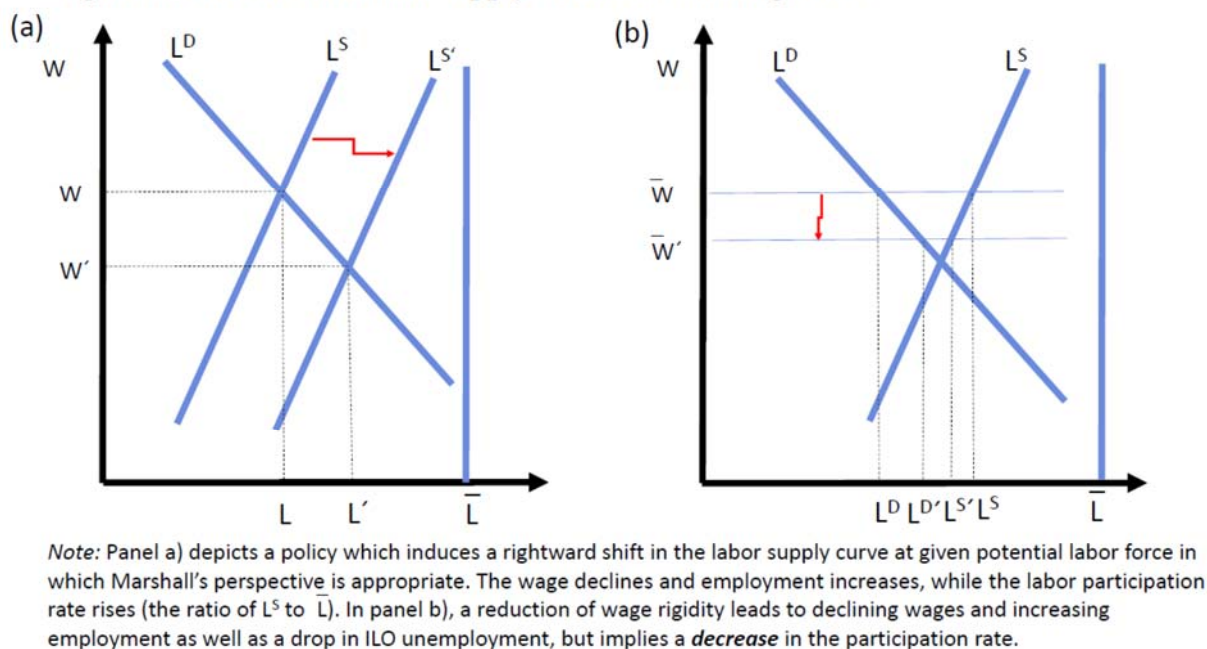 (a)
(b)
W
L^D
L^S
L^S'
W
L^D
L^S
W
W̅
W'
W̅'
L
L'
L̅
L^D L^D' L^S' L^S
L̅
Note: Panel a) depicts a policy which induces a rightward shift in the labor supply curve at given potential labor force in
which Marshall's perspective is appropriate. The wage declines and employment increases, while the labor participation
rate rises (the ratio of L^S to L̅). In panel b), a reduction of wage rigidity leads to declining wages and increasing
employment as well as a drop in ILO unemployment, but implies a decrease in the participation rate.